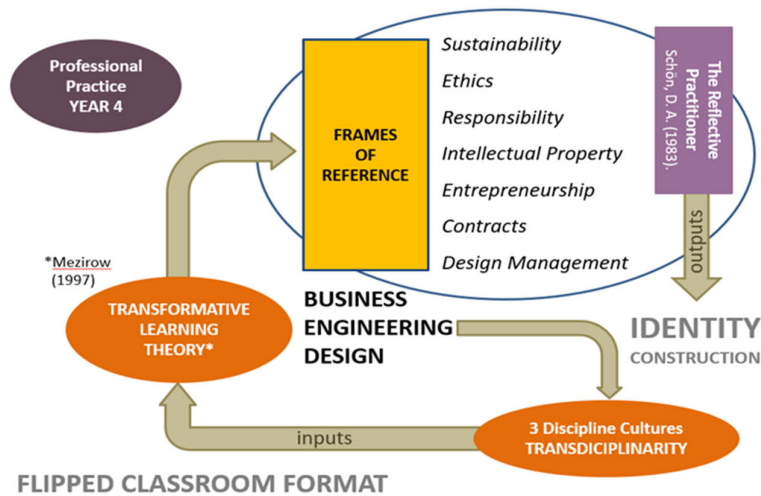 Professional
Practice
YEAR 4
FRAMES
OF
REFERENCE
Sustainability
Ethics
Responsibility
Intellectual Property
Entrepreneurship
Contracts
Design Management
The Reflective
Practitioner
Schön, D. A. (1983).
outputs
*Mezirow
(1997)
TRANSFORMATIVE
LEARNING
THEORY*
BUSINESS
ENGINEERING
DESIGN
IDENTITY
CONSTRUCTION
3 Discipline Cultures
TRANSDICIPLINARITY
inputs
FLIPPED CLASSROOM FORMAT